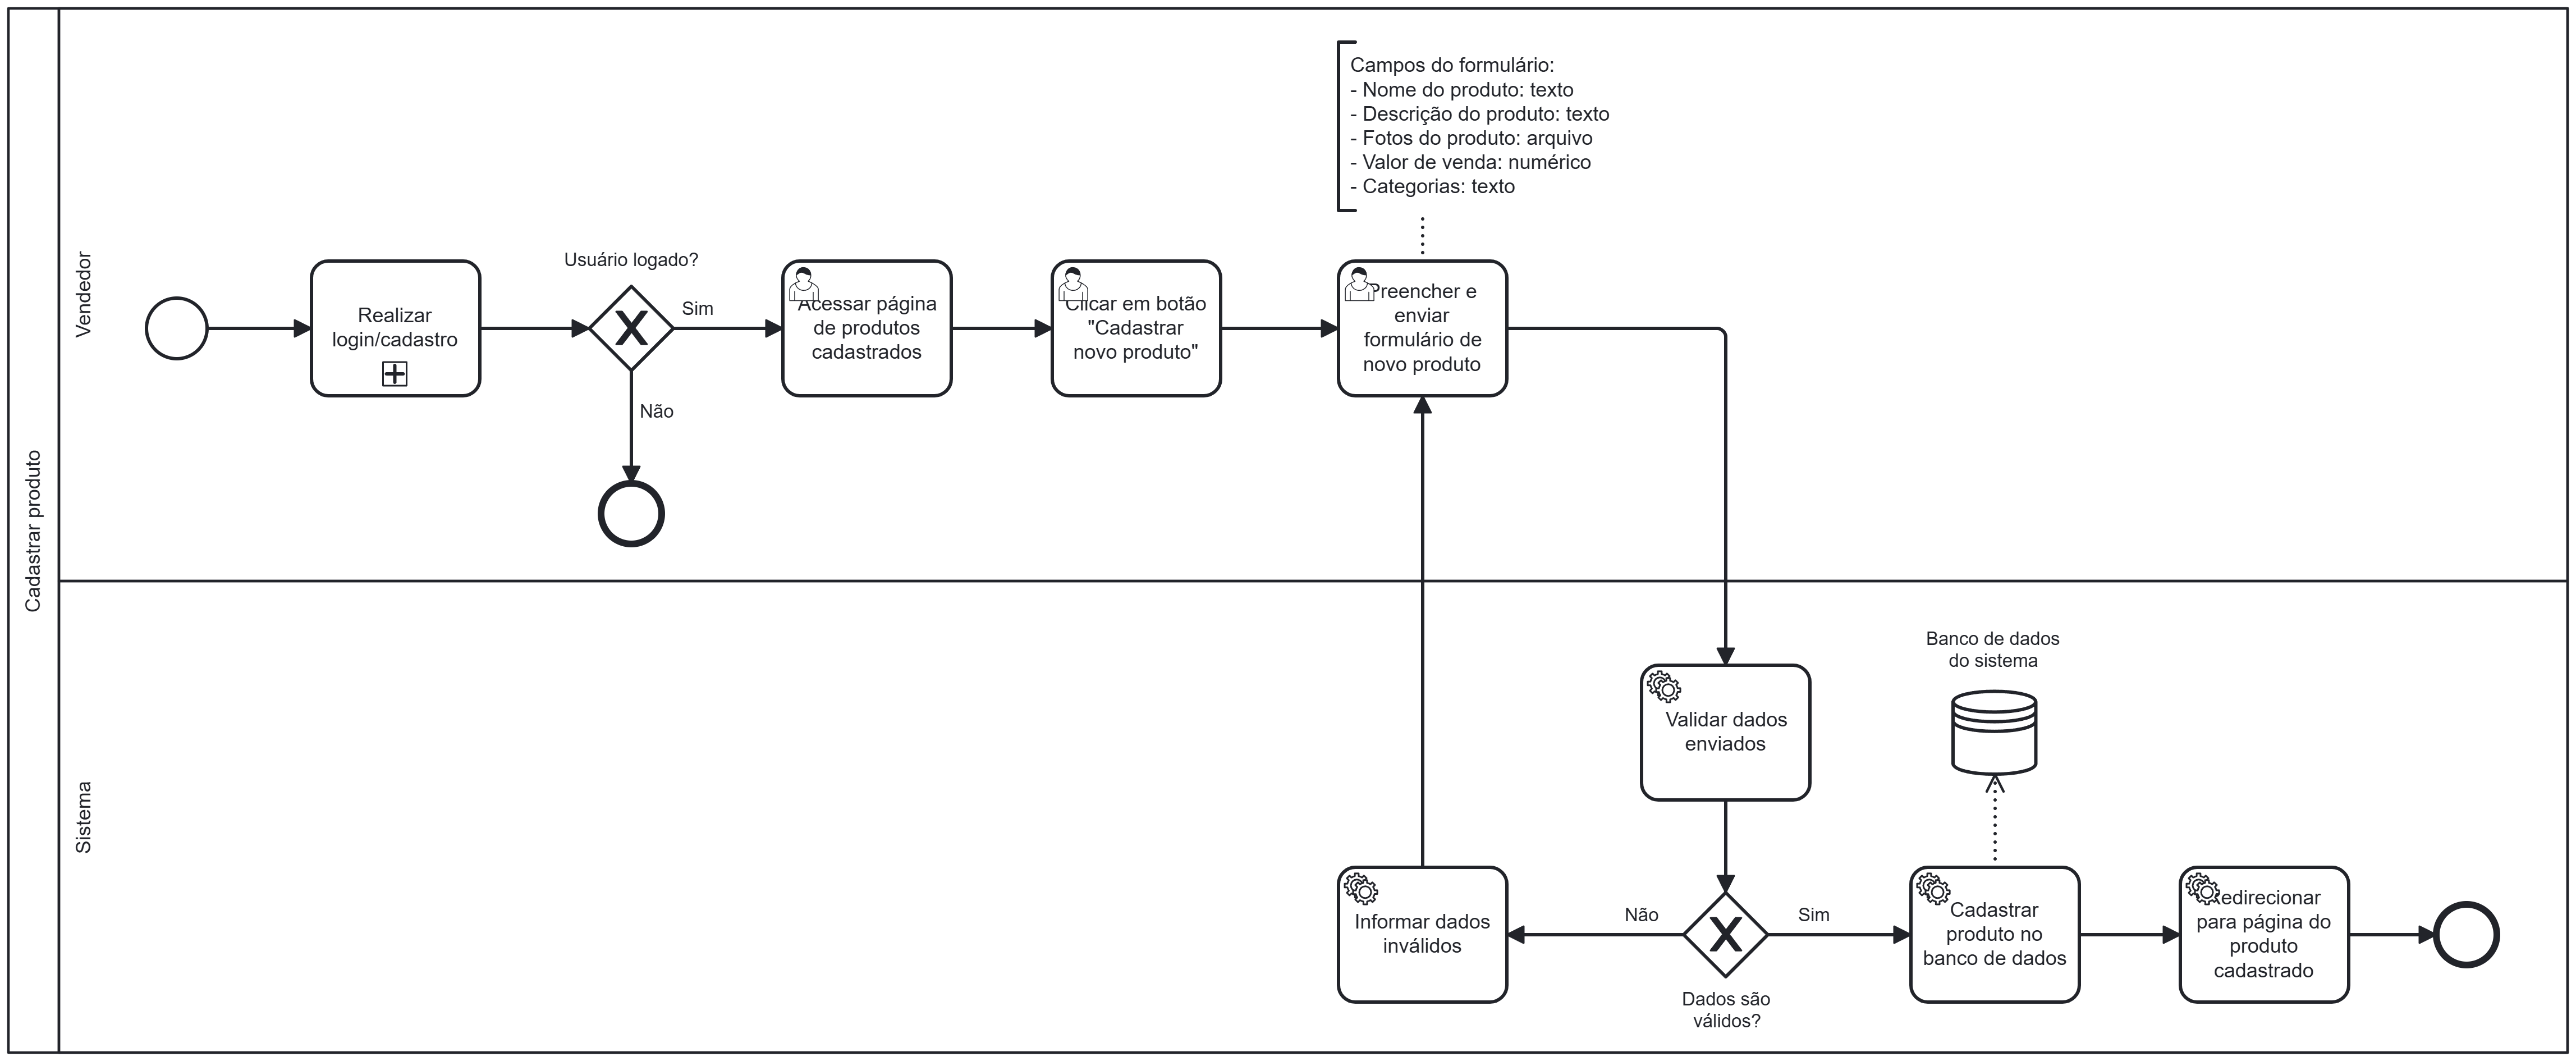 Cadastrar produto
Vendedor
Campos do formulário:
- Nome do produto: texto
- Descrição do produto: texto
- Fotos do produto: arquivo
- Valor de venda: numérico
- Categorias: texto
Realizar
login/cadastro
Usuário logado?
Sim
Não
Acessar página
de produtos
cadastrados
Clicar em botão
"Cadastrar
novo produto"
Preencher e
enviar
formulário de
novo produto
Sistema
Validar dados
enviados
Dados são
válidos?
Não
Informar dados
inválidos
Sim
Banco de dados
do sistema
Cadastrar
produto no
banco de dados
Redirecionar
para página do
produto
cadastrado